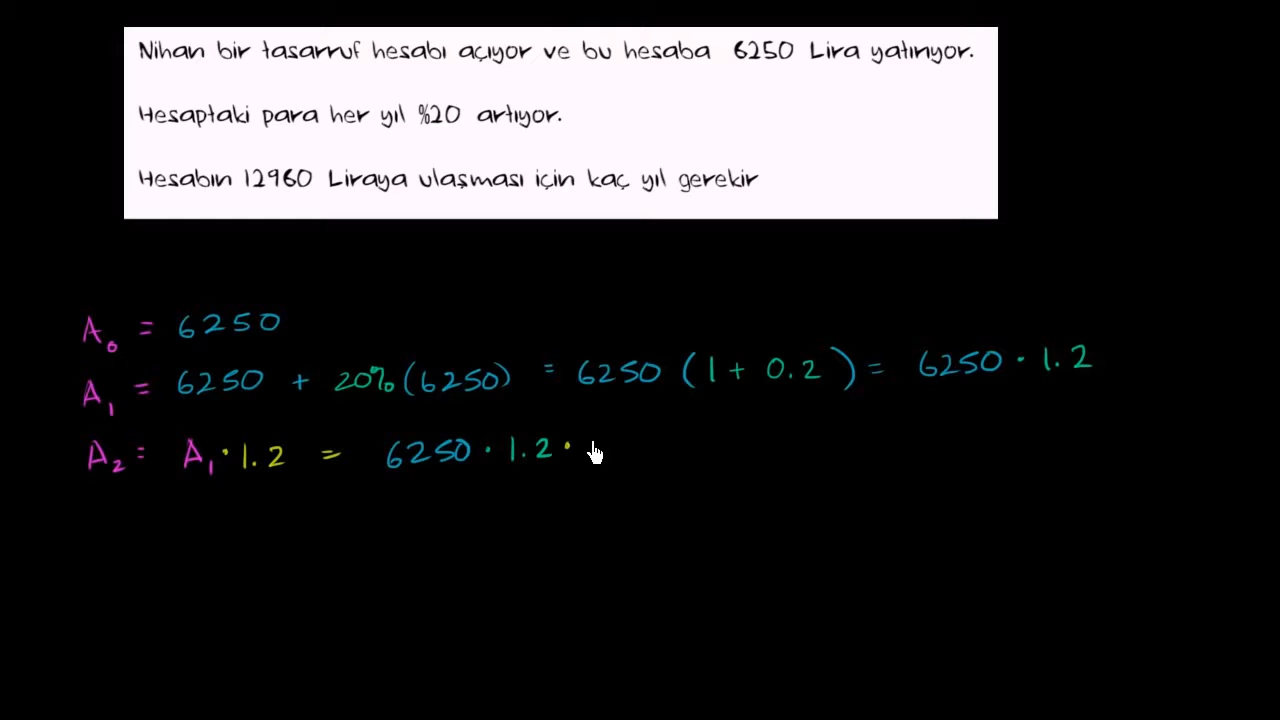 Nihan bir tasarruf hesabı açıyor ve bu hesaba 6250 Lira yatırıyor.
Hesaptaki para her yıl %20 artıyor.
Hesabın 12960 Liraya ulaşması için kaç yıl gerekir
A₀ = 6250
A₁ = 6250 + 20% (6250) = 6250 (1 + 0.2) = 6250 · 1.2
A₂ = A₁ · 1.2 = 6250 · 1.2 ·